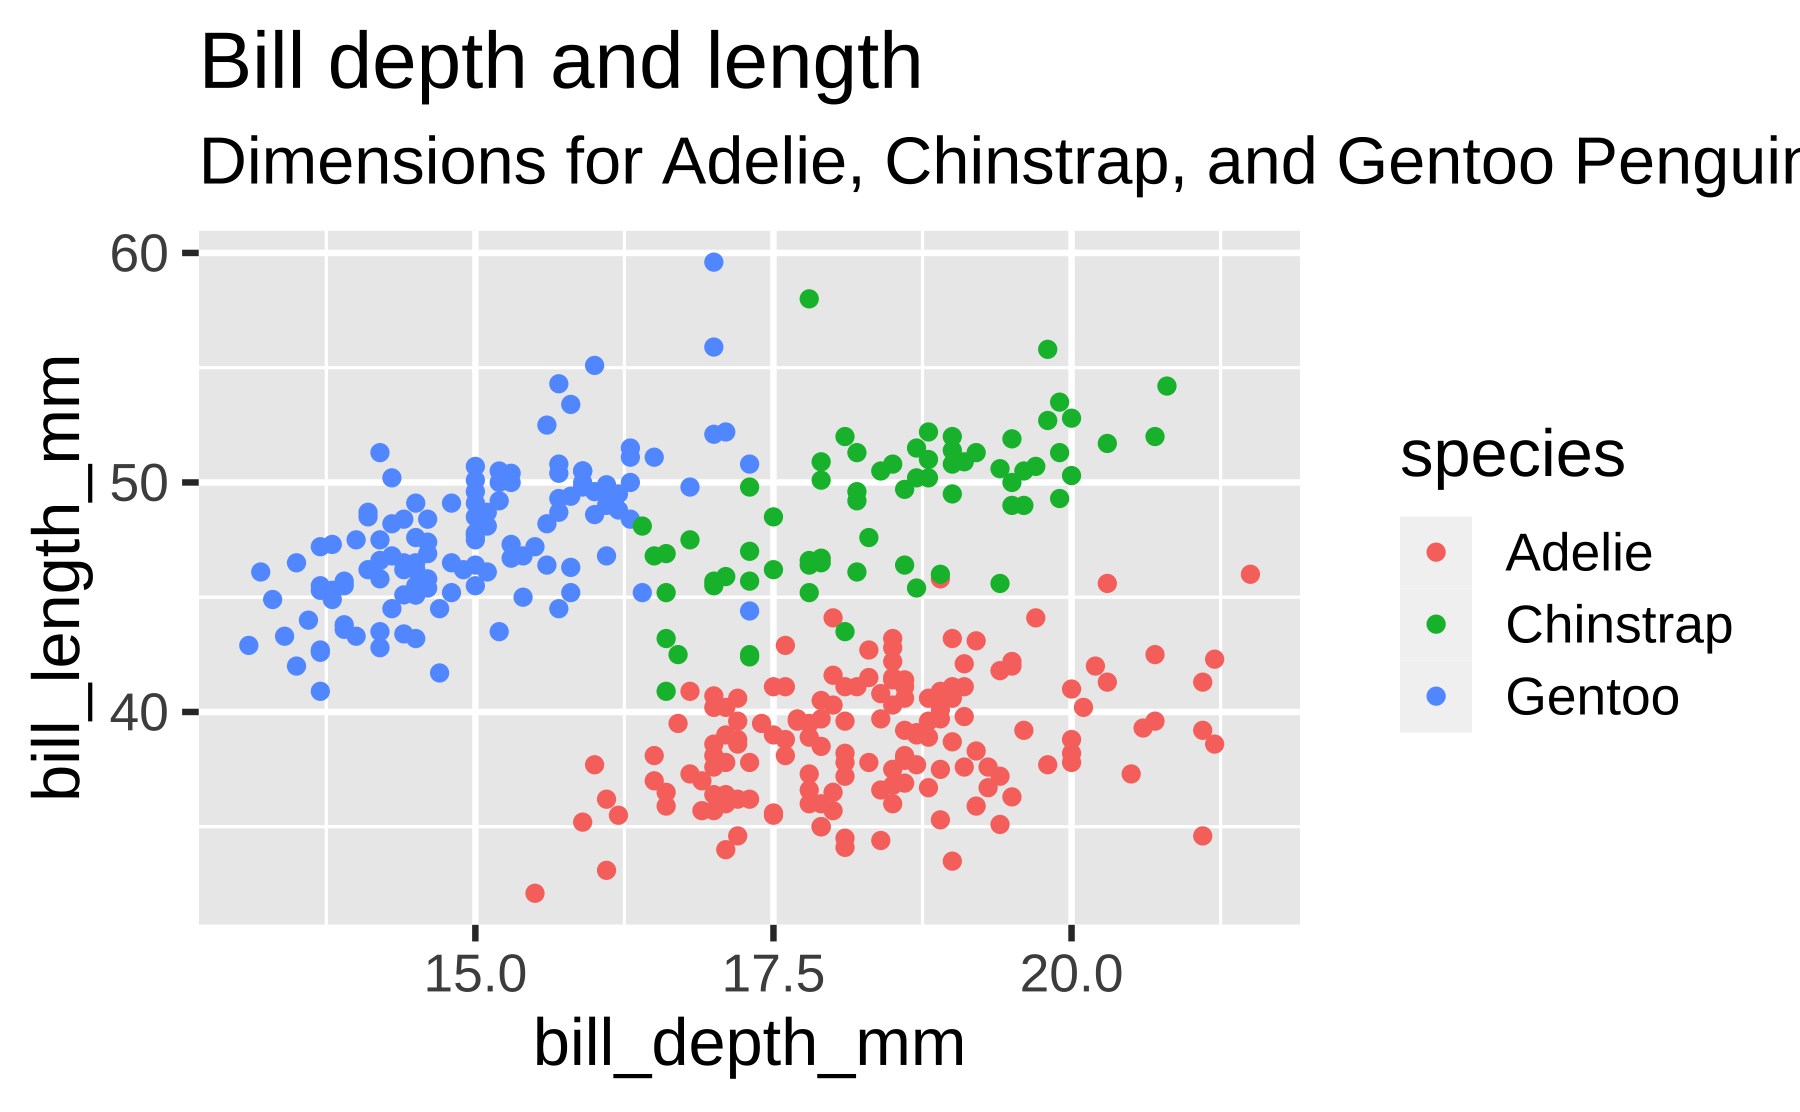 Bill depth and length
Dimensions for Adelie, Chinstrap, and Gentoo
60
50
40
bill_length_mm
15.0
17.5
20.0
bill_depth_mm
species
Adelie
Chinstrap
Gentoo